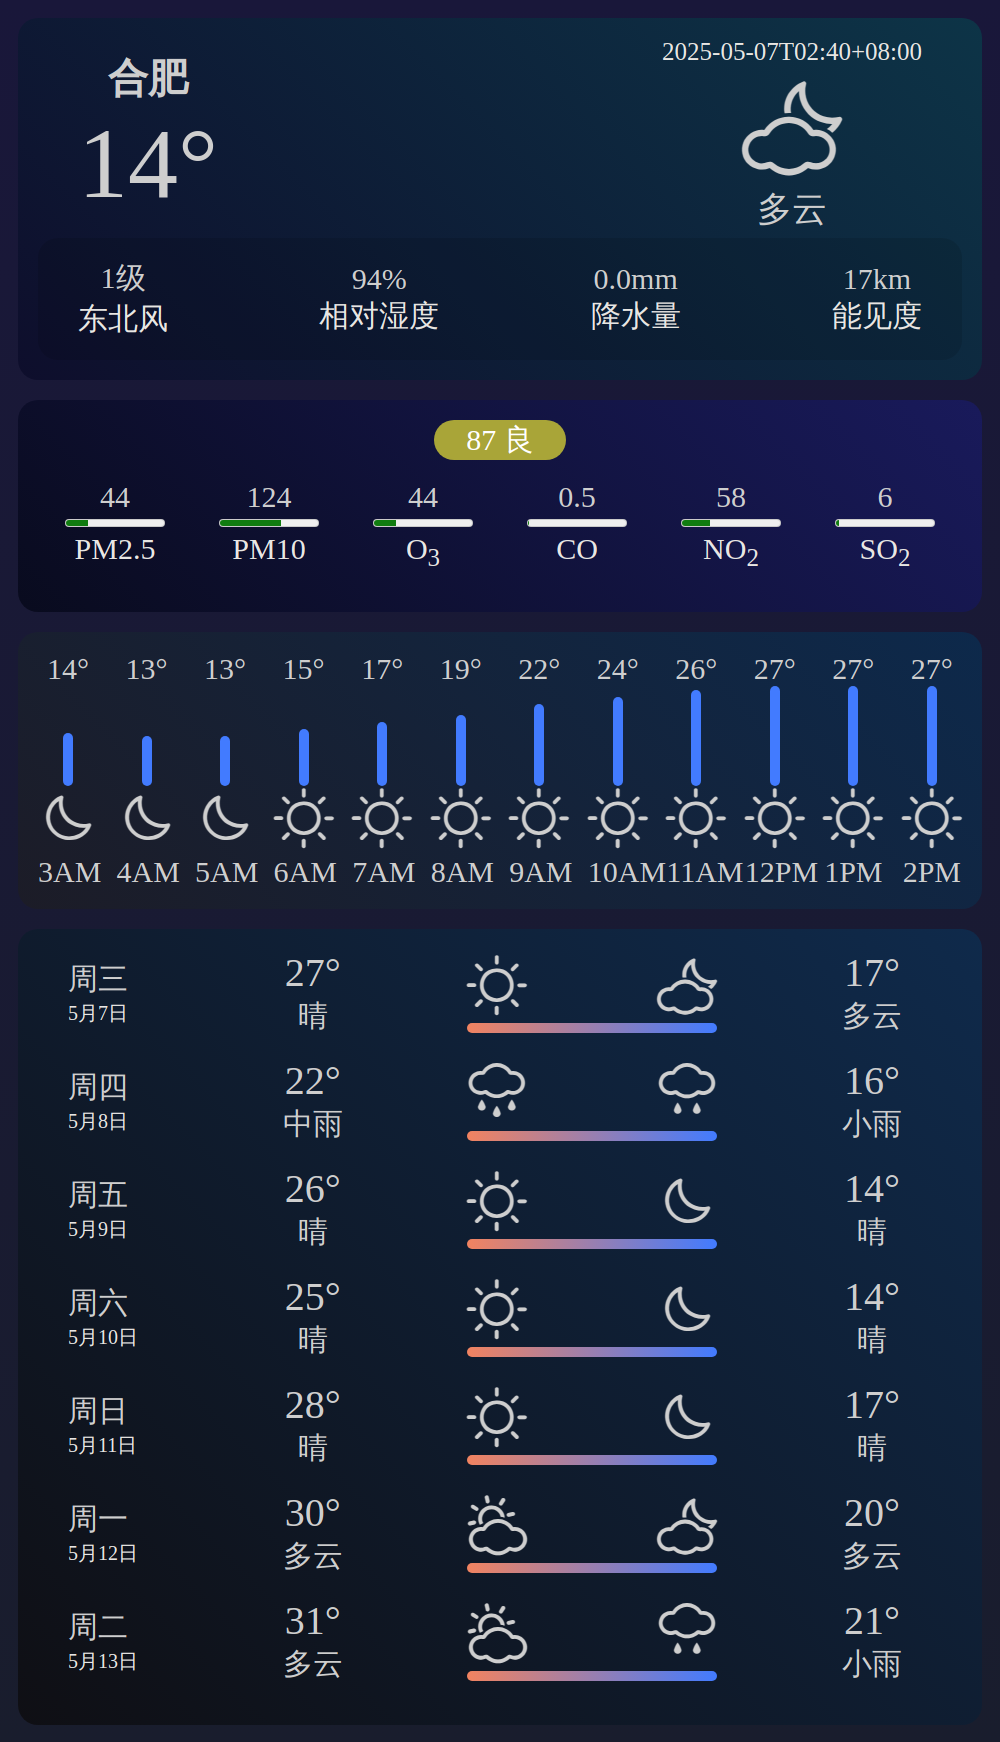 合肥
14°
2025-05-07T02:40+08:00
多云
1级 94% 0.0mm 17km
东北风 相对湿度 降水量 能见度
87 良
44 124 44 0.5 58 6
PM2.5 PM10 O3 CO NO2 SO2
14° 13° 13° 15° 17° 19° 22° 24° 26° 27° 27° 27°
3AM 4AM 5AM 6AM 7AM 8AM 9AM 10AM 11AM 12PM 1PM 2PM
周三 27° 17°
5月7日 晴 多云
周四 22° 16°
5月8日 中雨 小雨
周五 26° 14°
5月9日 晴 晴
周六 25° 14°
5月10日 晴 晴
周日 28° 17°
5月11日 晴 晴
周一 30° 20°
5月12日 多云 多云
周二 31° 21°
5月13日 多云 小雨